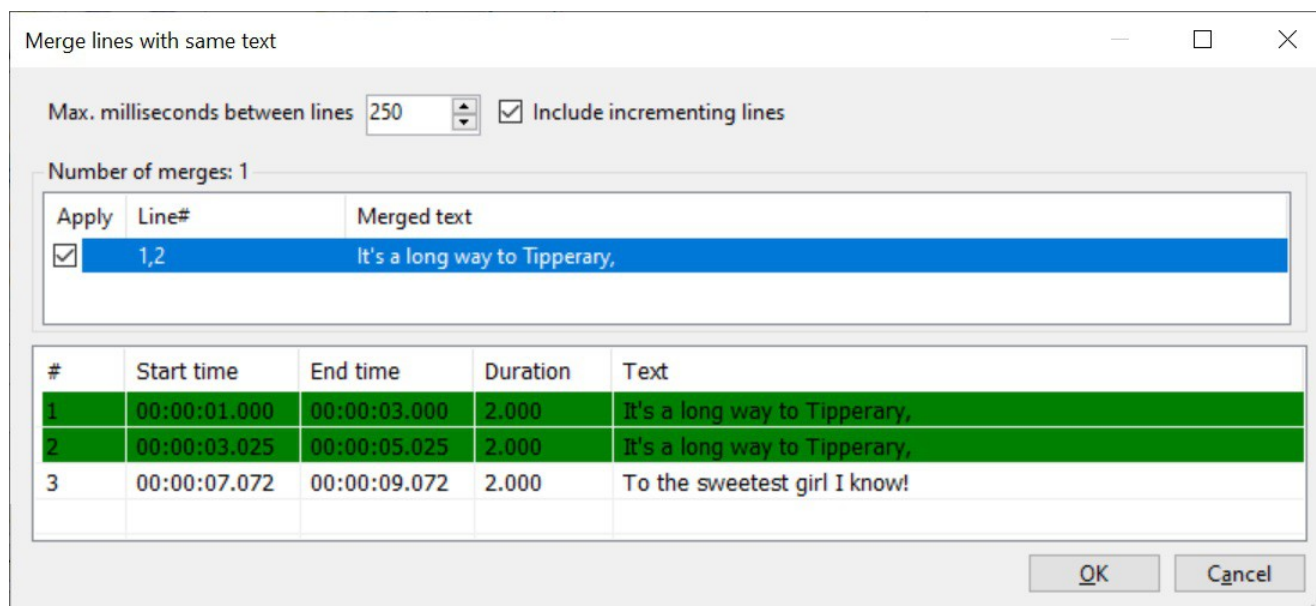 Merge lines with same text
Max. milliseconds between lines 250 Include incrementing lines
Number of merges: 1
Apply Line# Merged text
1,2 It's a long way to Tipperary,
# Start time End time Duration Text
1 00:00:01.000 00:00:03.000 2.000 It's a long way to Tipperary,
2 00:00:03.025 00:00:05.025 2.000 It's a long way to Tipperary,
3 00:00:07.072 00:00:09.072 2.000 To the sweetest girl I know!
OK Cancel